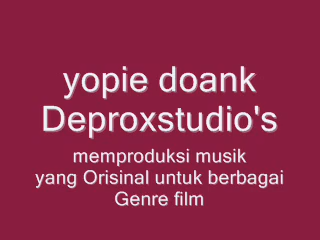 yopie doank
Deproxstudio's
memproduksi musik
yang Orisinal untuk berbagai
Genre film